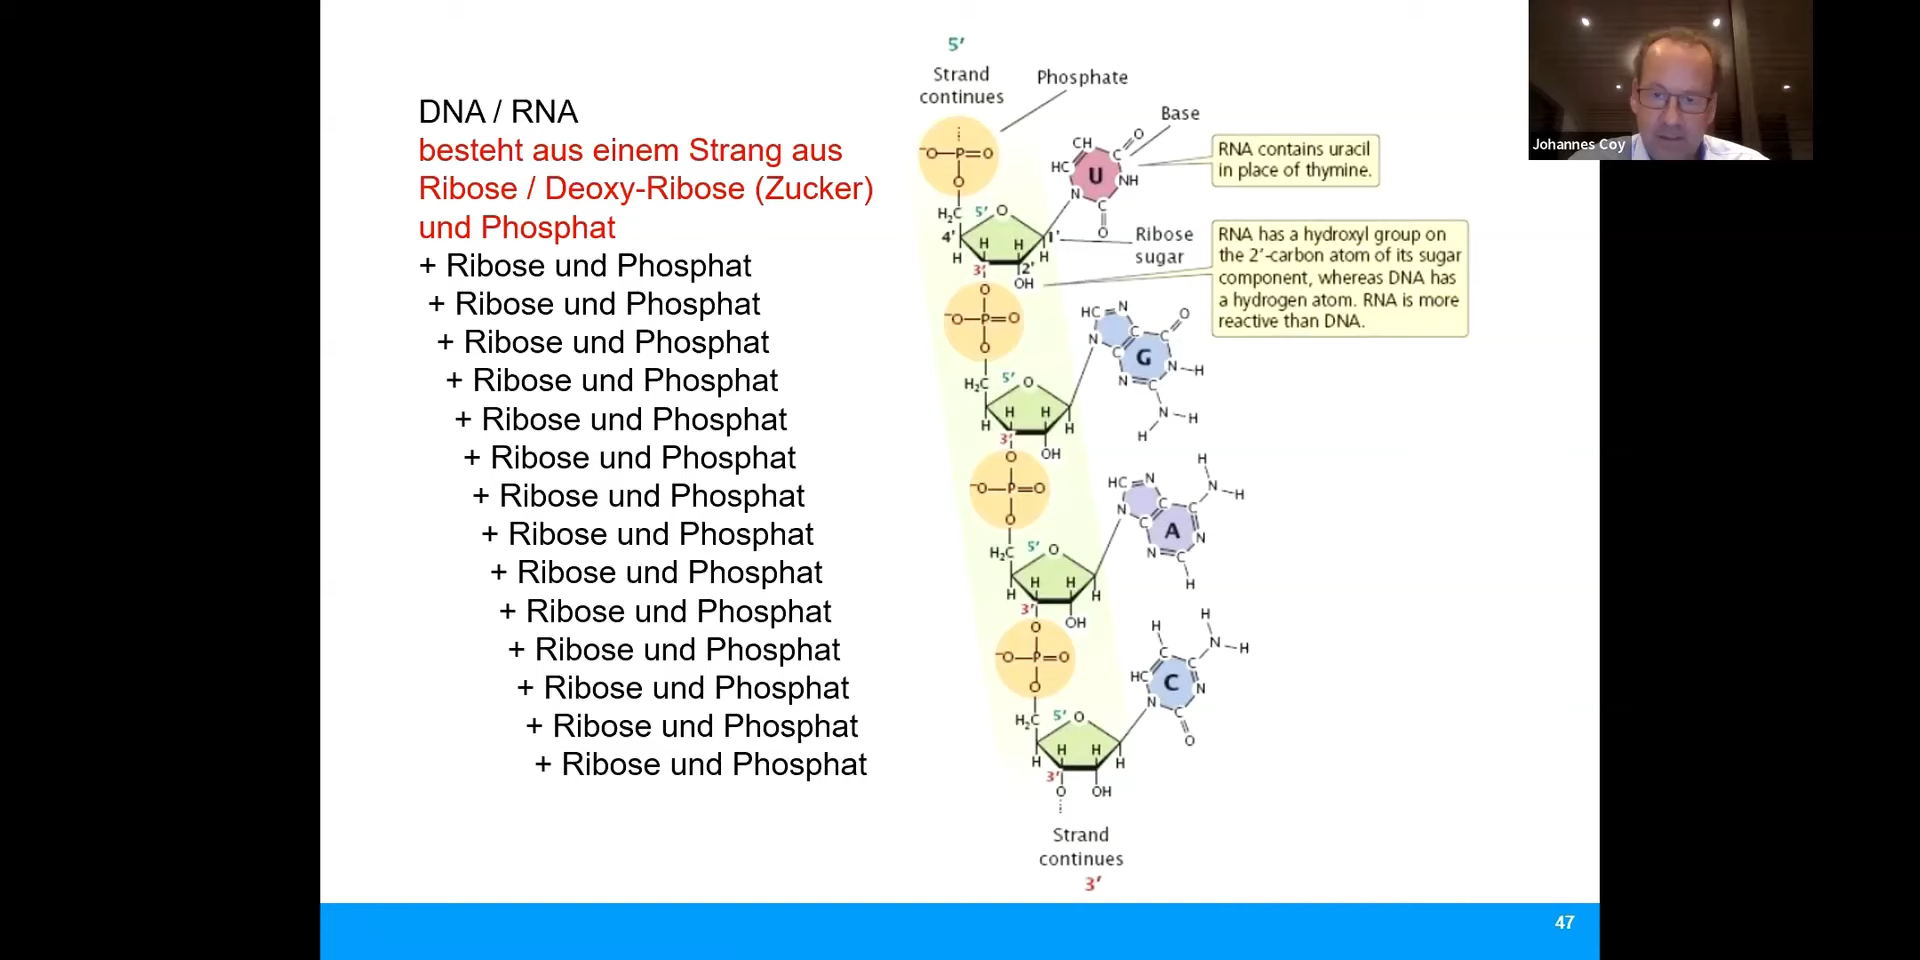 DNA / RNA
besteht aus einem Strang aus
Ribose / Deoxy-Ribose (Zucker)
und Phosphat
+ Ribose und Phosphat
+ Ribose und Phosphat
+ Ribose und Phosphat
+ Ribose und Phosphat
+ Ribose und Phosphat
+ Ribose und Phosphat
+ Ribose und Phosphat
+ Ribose und Phosphat
+ Ribose und Phosphat
+ Ribose und Phosphat
+ Ribose und Phosphat
+ Ribose und Phosphat
+ Ribose und Phosphat
+ Ribose und Phosphat
5′
Strand
continues
Phosphate
Base
⁻O—P=O
O
H₂C 5′ O
4′ H H 1′
H 3′ 2′ H
O OH
CH O
HC C
U
N NH
C
O
Ribose
sugar
RNA contains uracil
in place of thymine.
RNA has a hydroxyl group on
the 2′-carbon atom of its sugar
component, whereas DNA has
a hydrogen atom. RNA is more
reactive than DNA.
⁻O—P=O
O
H₂C 5′ O
H H
H H
3′
O OH
HC=N O
N C C
C G N—H
N=C
N—H
H
⁻O—P=O
O
H₂C 5′ O
H H
H H
3′
O OH
H
HC=N N—H
N C C
C A N
N=C
H
⁻O—P=O
O
H₂C 5′ O
H H
H H
3′
O OH
H H
C N—H
HC C
C N
N C
O
Strand
continues
3′
Johannes Coy
47